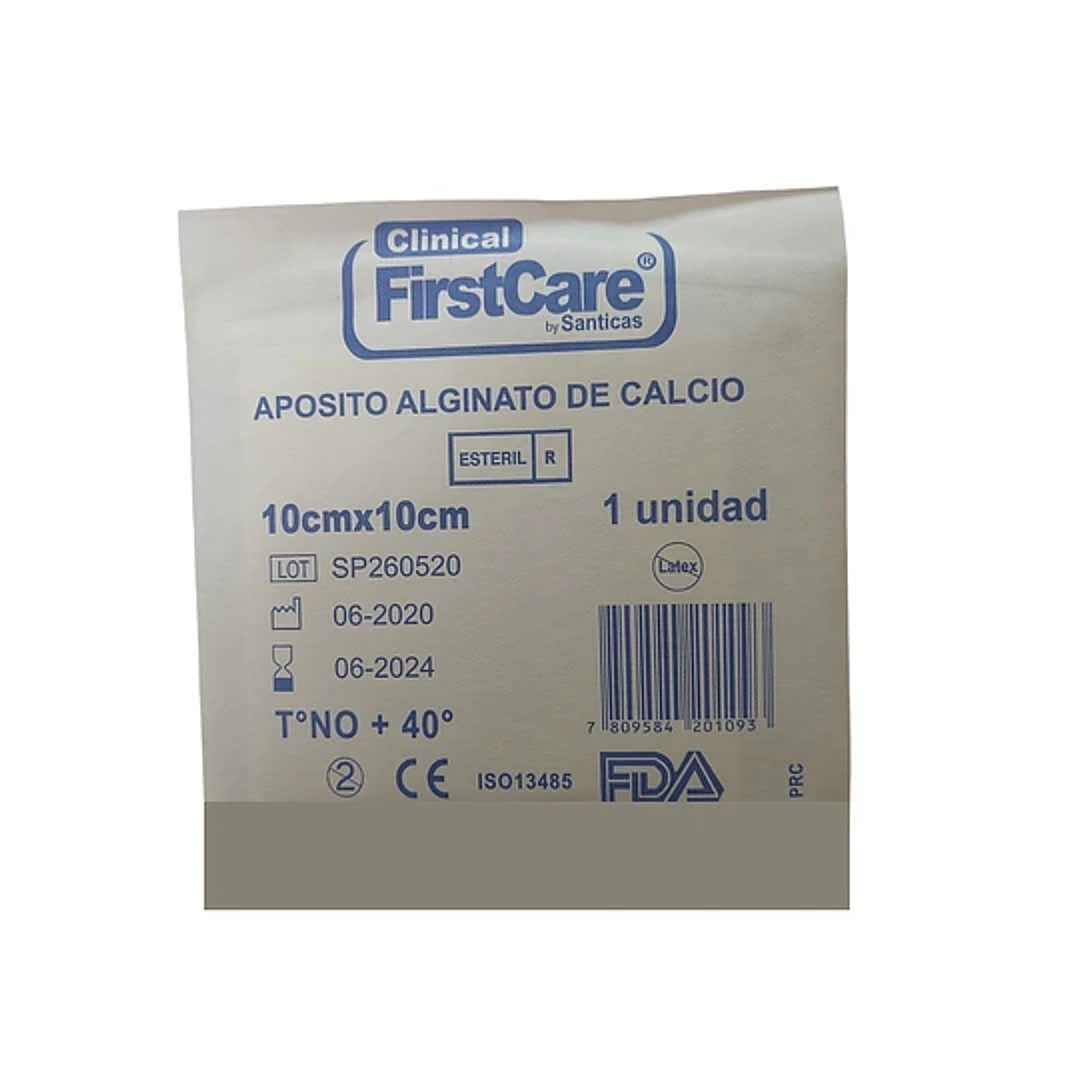 Clinical
FirstCare®
by Santicas
APOSITO ALGINATO DE CALCIO
ESTERIL R
10cmx10cm
1 unidad
LOT SP260520
Latex
06-2020
06-2024
7 809584 201093
T°NO + 40°
2 CE ISO13485 FDA
PRC